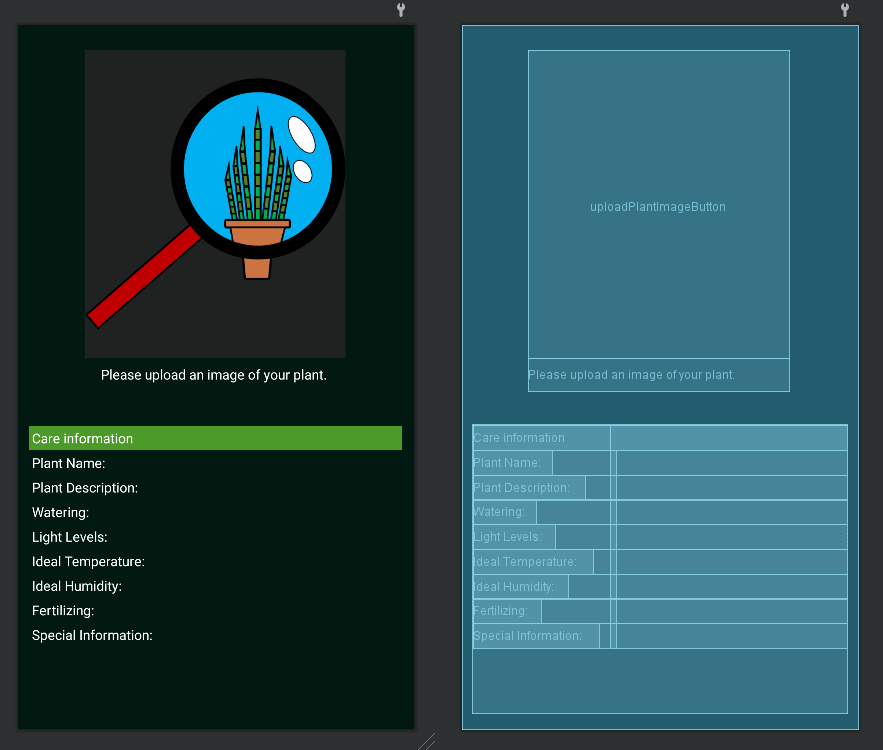 Please upload an image of your plant.
Care information
Plant Name:
Plant Description:
Watering:
Light Levels:
Ideal Temperature:
Ideal Humidity:
Fertilizing:
Special Information:
uploadPlantImageButton
Please upload an image of your plant.
Care information
Plant Name:
Plant Description:
Watering:
Light Levels:
Ideal Temperature:
Ideal Humidity:
Fertilizing:
Special Information: